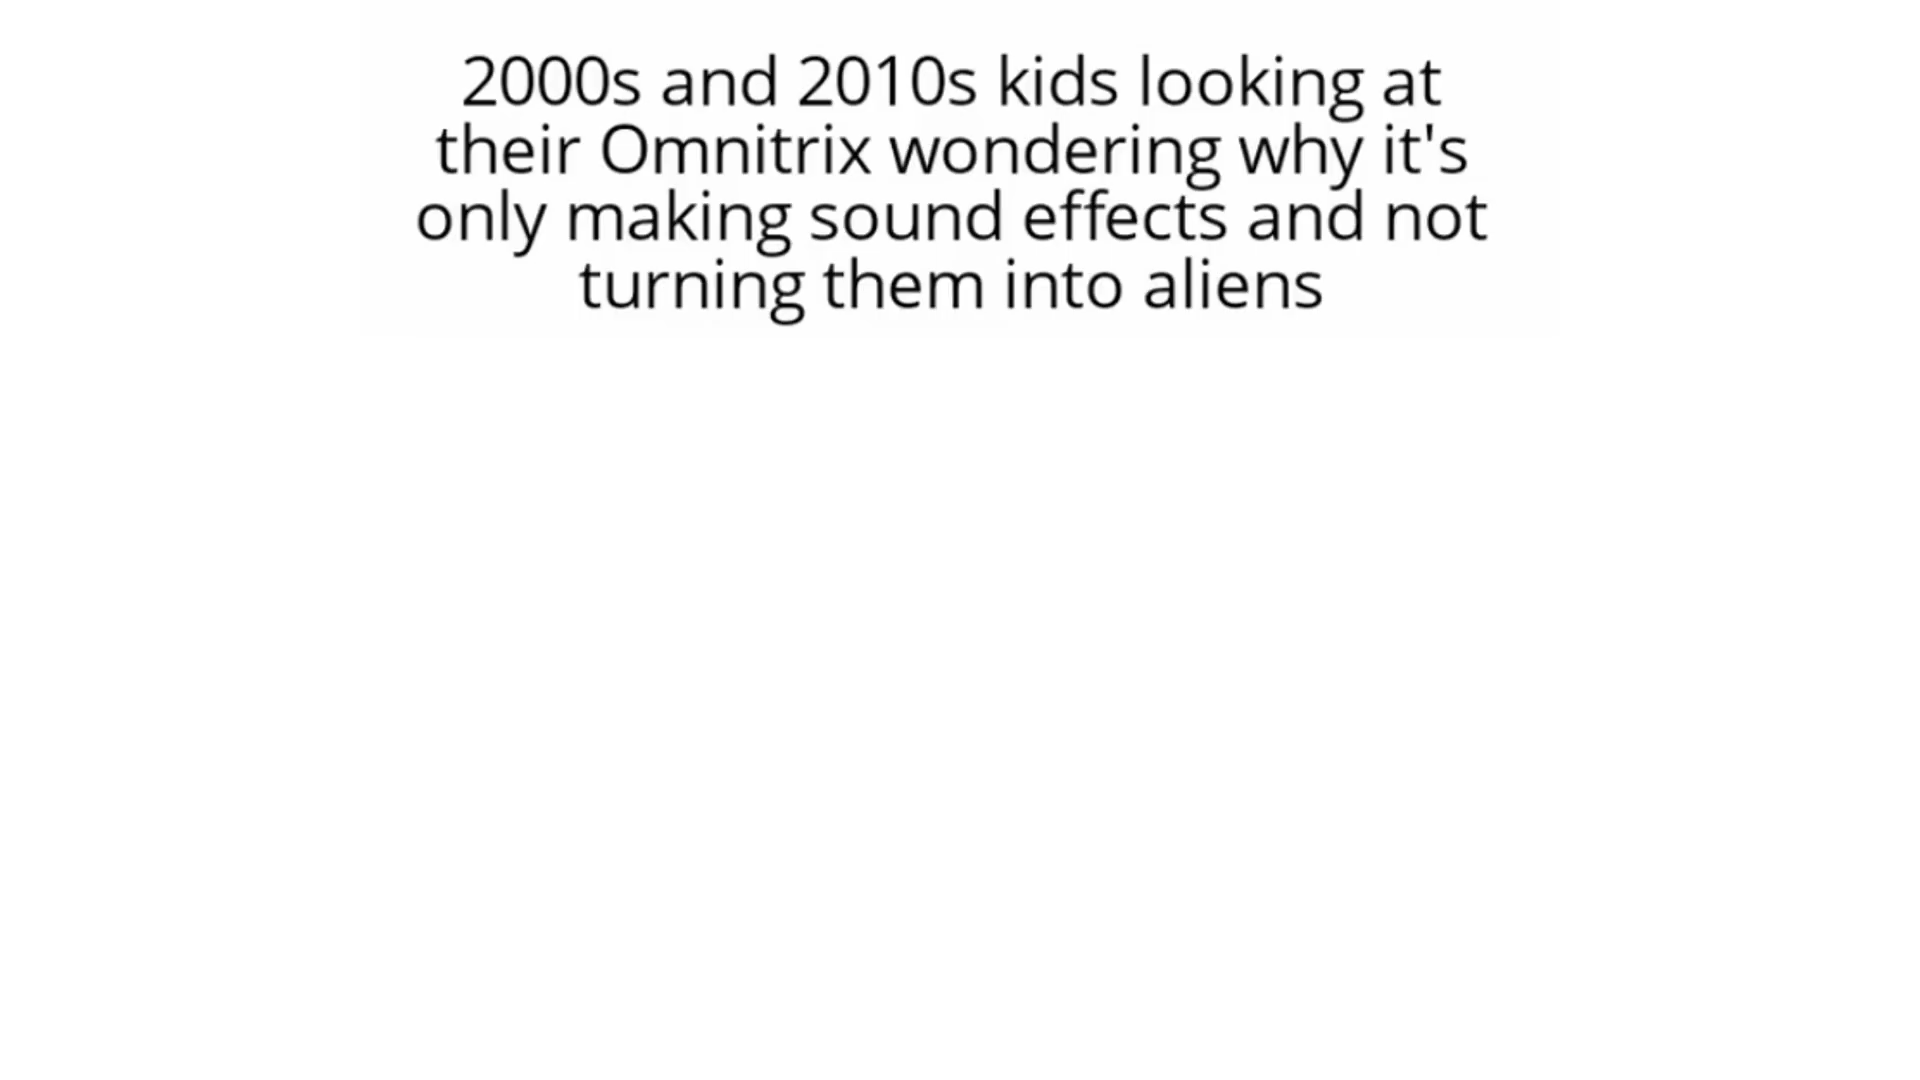 2000s and 2010s kids looking at
their Omnitrix wondering why it's
only making sound effects and not
turning them into aliens